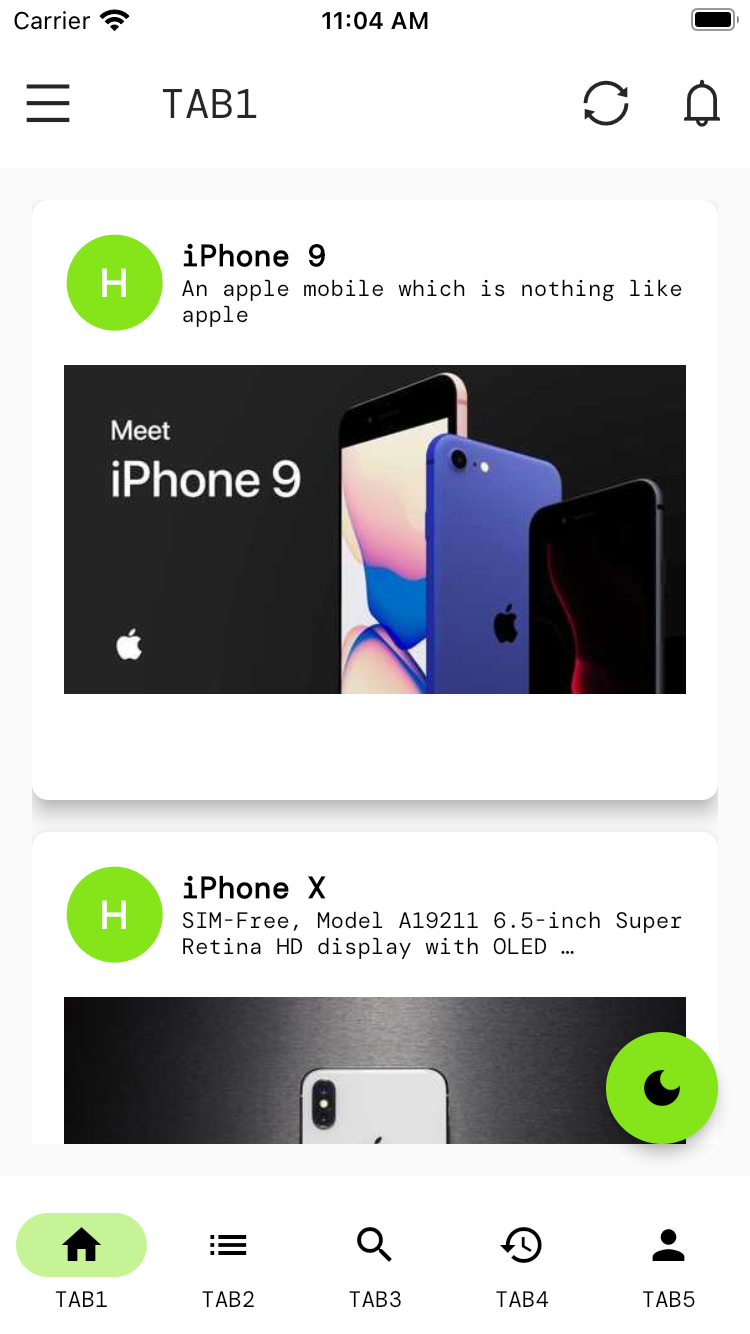 Carrier 11:04 AM
TAB1
H
iPhone 9
An apple mobile which is nothing like
apple
Meet
iPhone 9
H
iPhone X
SIM-Free, Model A19211 6.5-inch Super
Retina HD display with OLED …
TAB1 TAB2 TAB3 TAB4 TAB5